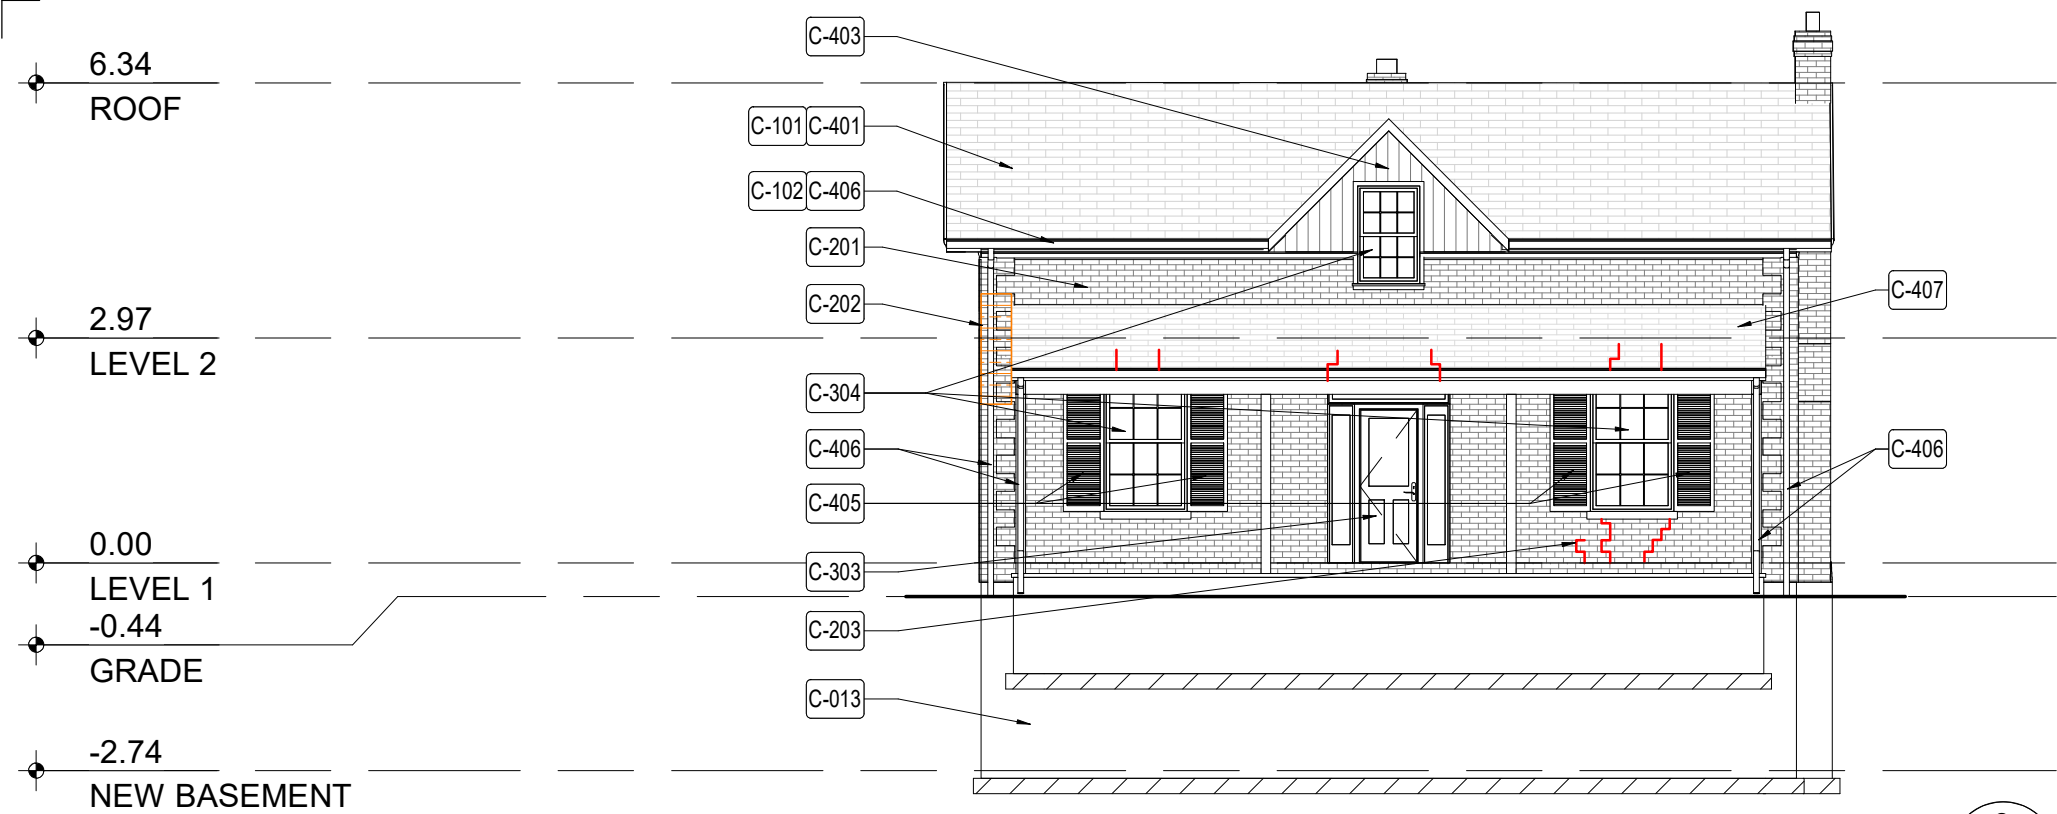 6.34
ROOF
2.97
LEVEL 2
0.00
LEVEL 1
-0.44
GRADE
-2.74
NEW BASEMENT
C-403
C-101 C-401
C-102 C-406
C-201
C-202
C-304
C-406
C-405
C-303
C-203
C-013
C-407
C-406